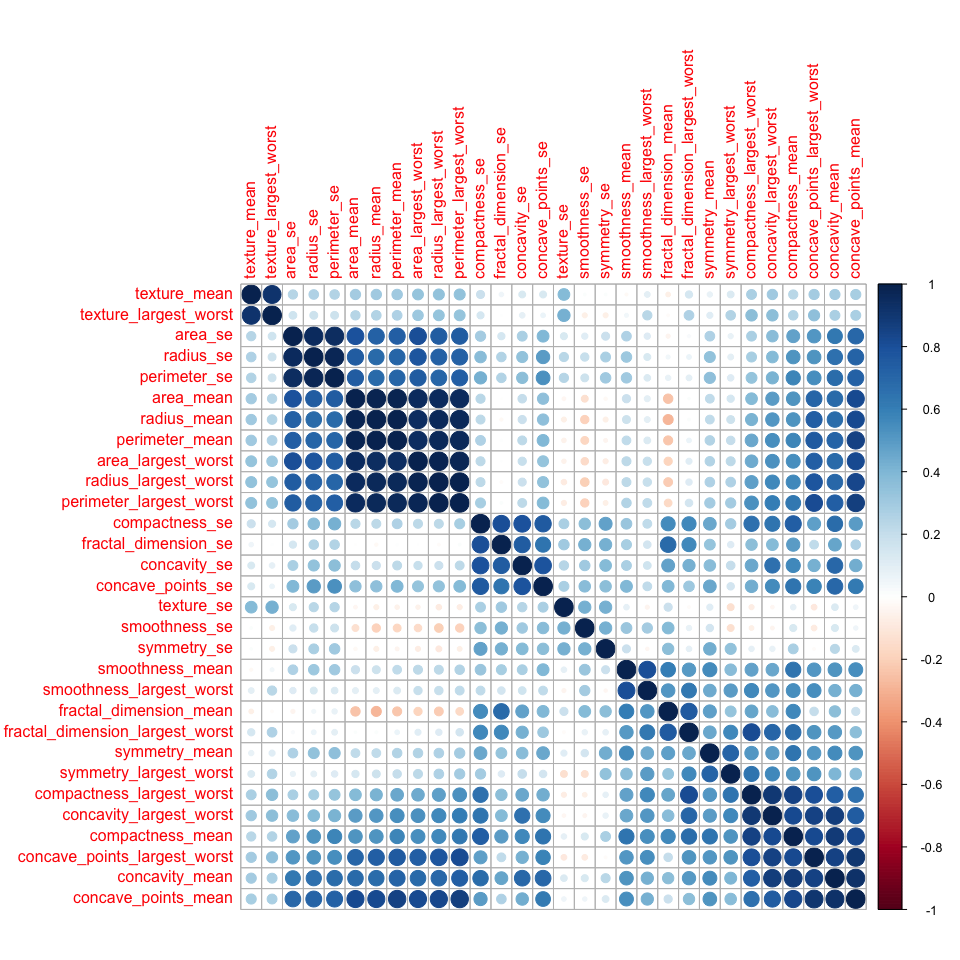 texture_mean
texture_largest_worst
area_se
radius_se
perimeter_se
area_mean
radius_mean
perimeter_mean
area_largest_worst
radius_largest_worst
perimeter_largest_worst
compactness_se
fractal_dimension_se
concavity_se
concave_points_se
texture_se
smoothness_se
symmetry_se
smoothness_mean
smoothness_largest_worst
fractal_dimension_mean
fractal_dimension_largest_worst
symmetry_mean
symmetry_largest_worst
compactness_largest_worst
concavity_largest_worst
compactness_mean
concave_points_largest_worst
concavity_mean
concave_points_mean
texture_mean
texture_largest_worst
area_se
radius_se
perimeter_se
area_mean
radius_mean
perimeter_mean
area_largest_worst
radius_largest_worst
perimeter_largest_worst
compactness_se
fractal_dimension_se
concavity_se
concave_points_se
texture_se
smoothness_se
symmetry_se
smoothness_mean
smoothness_largest_worst
fractal_dimension_mean
fractal_dimension_largest_worst
symmetry_mean
symmetry_largest_worst
compactness_largest_worst
concavity_largest_worst
compactness_mean
concave_points_largest_worst
concavity_mean
concave_points_mean
1
0.8
0.6
0.4
0.2
0
-0.2
-0.4
-0.6
-0.8
-1